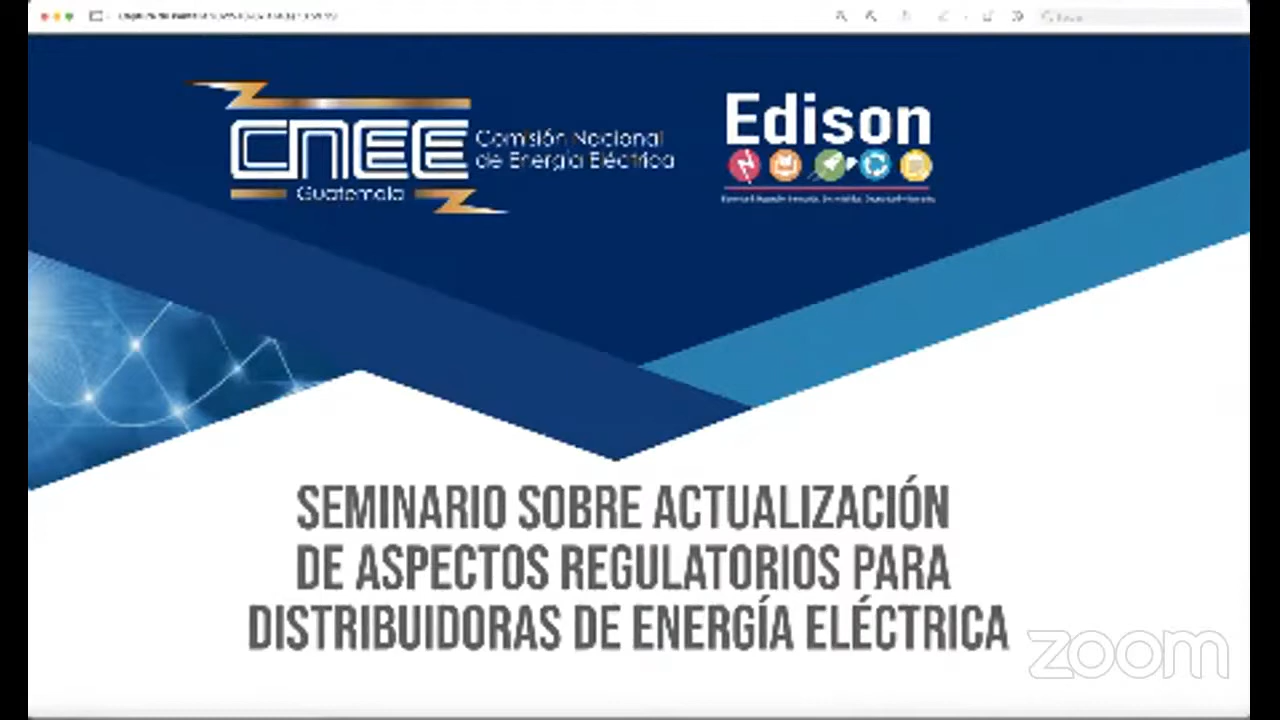 CNEE
Comisión Nacional
de Energía Eléctrica
Guatemala
Edison
SEMINARIO SOBRE ACTUALIZACIÓN
DE ASPECTOS REGULATORIOS PARA
DISTRIBUIDORAS DE ENERGÍA ELÉCTRICA
zoom